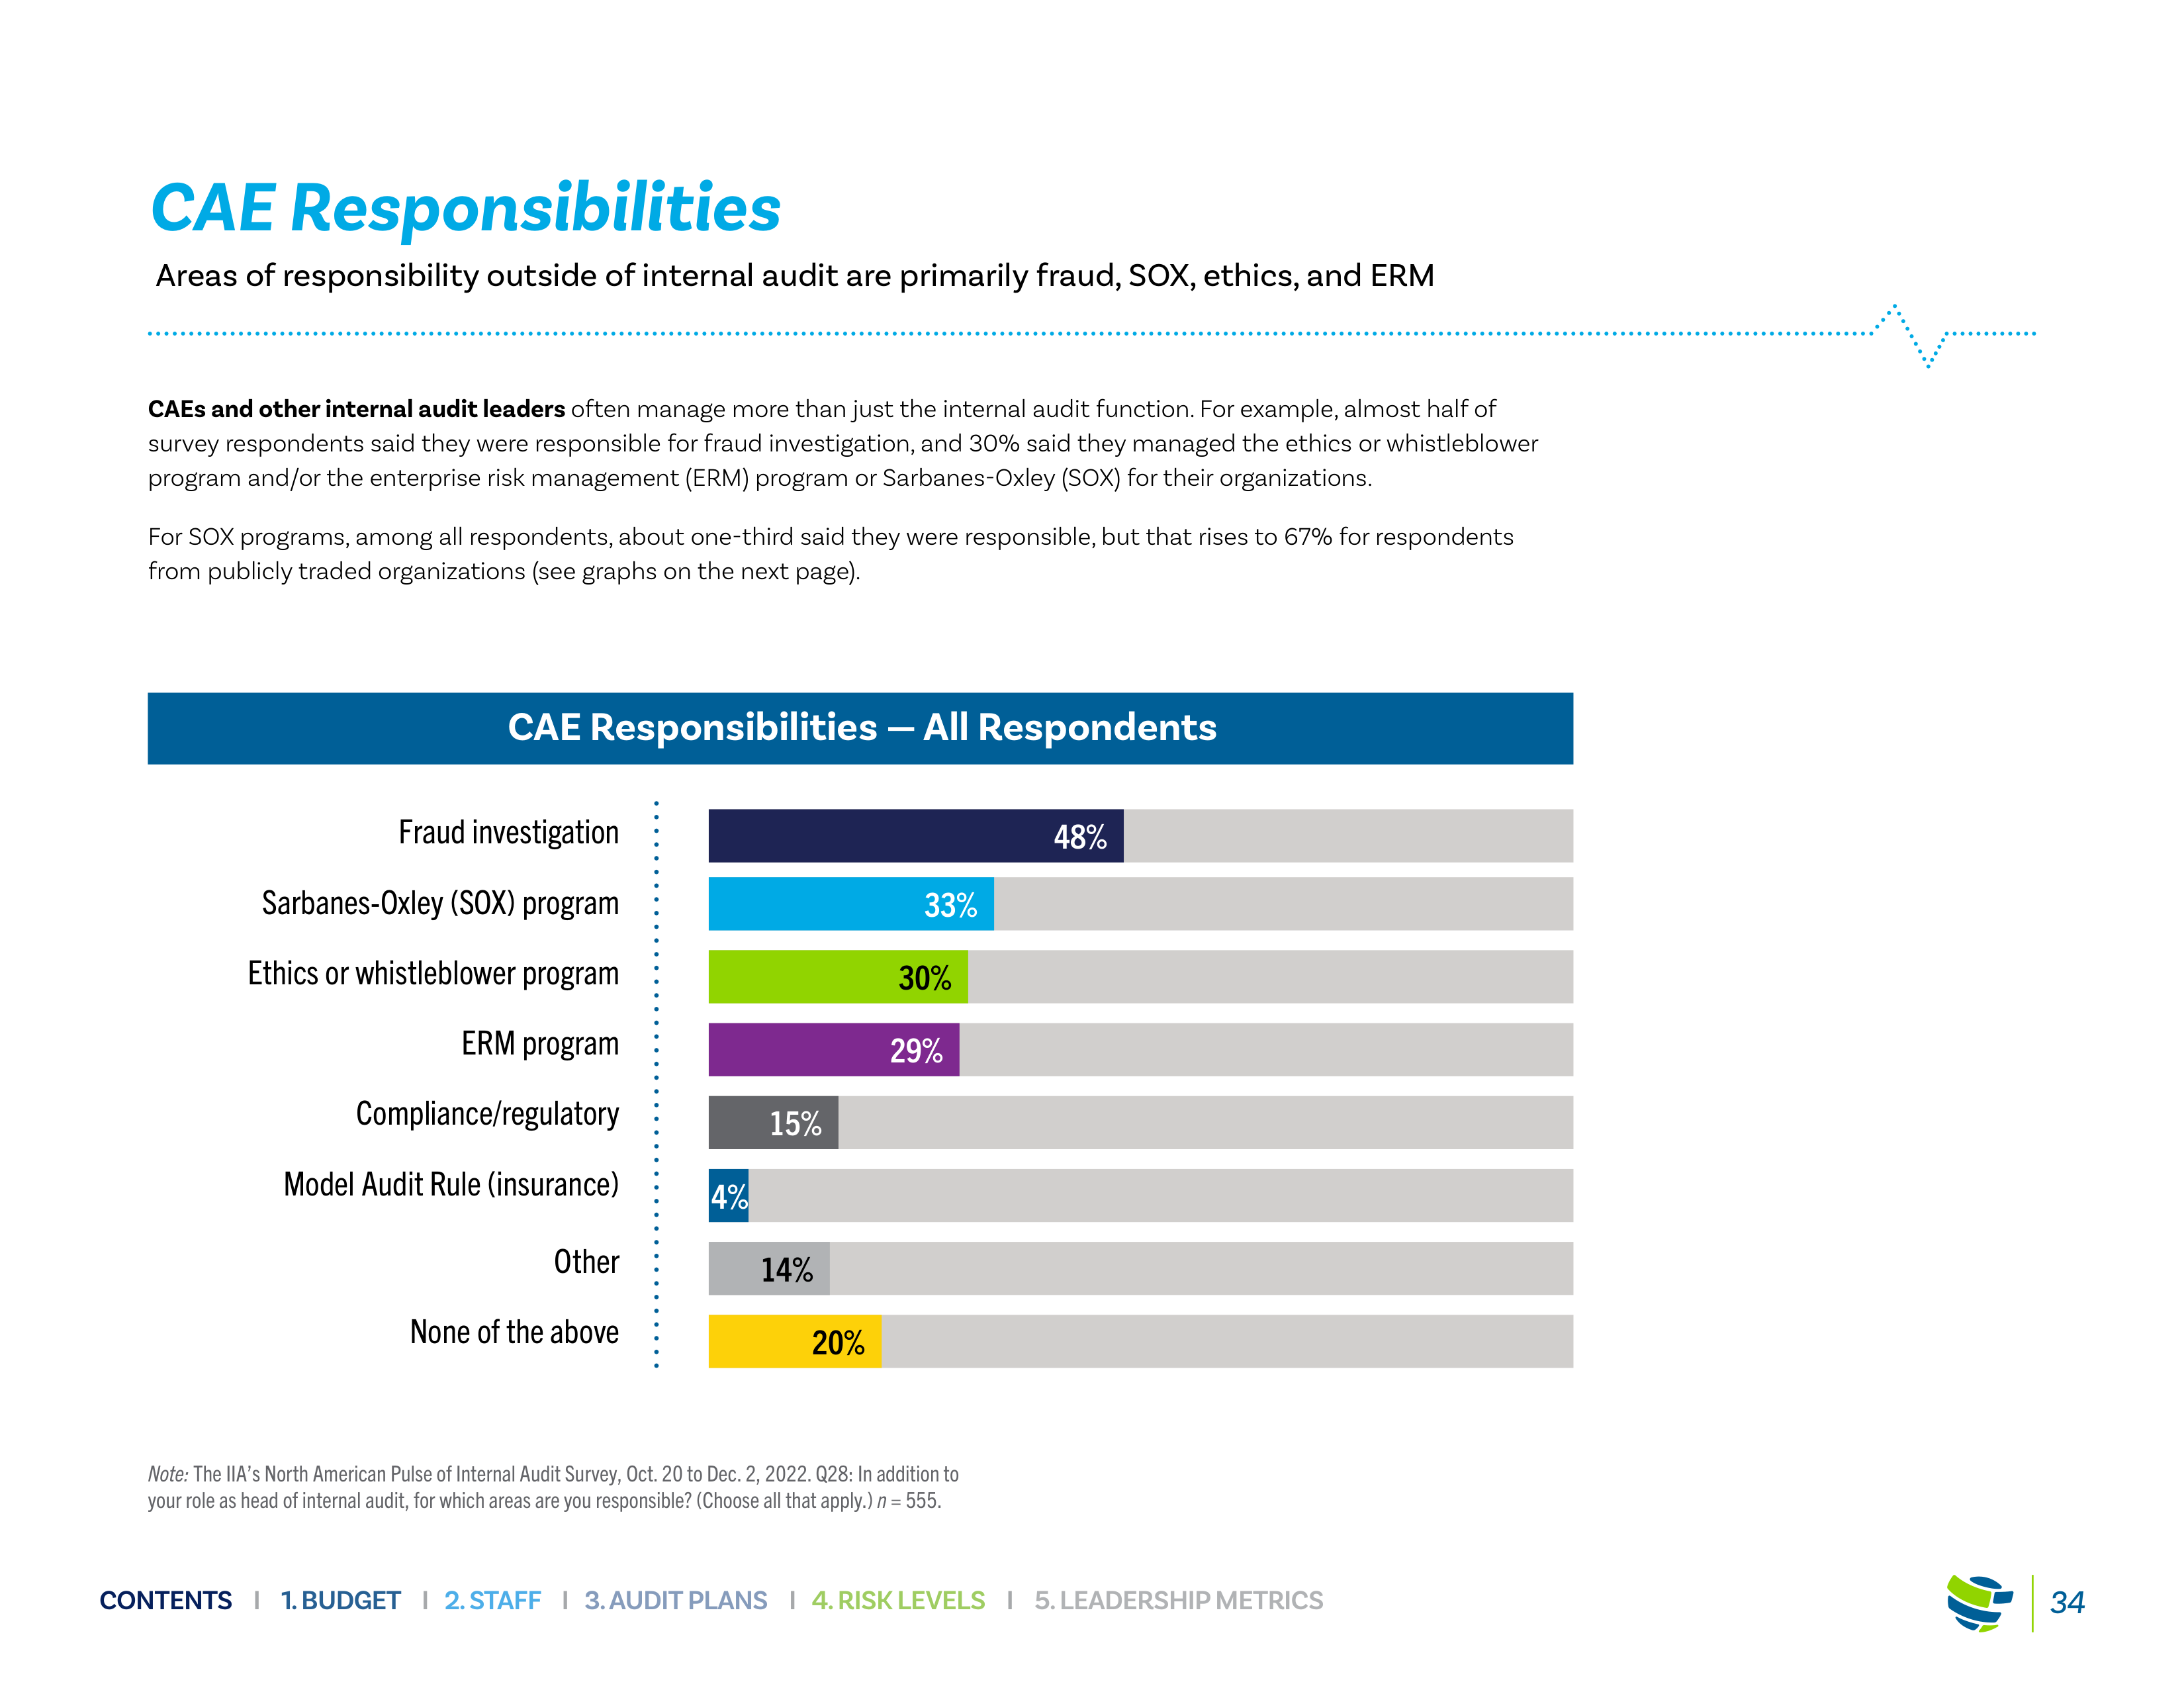 CAE Responsibilities
Areas of responsibility outside of internal audit are primarily fraud, SOX, ethics, and ERM
CAEs and other internal audit leaders often manage more than just the internal audit function. For example, almost half of
survey respondents said they were responsible for fraud investigation, and 30% said they managed the ethics or whistleblower
program and/or the enterprise risk management (ERM) program or Sarbanes-Oxley (SOX) for their organizations.
For SOX programs, among all respondents, about one-third said they were responsible, but that rises to 67% for respondents
from publicly traded organizations (see graphs on the next page).
CAE Responsibilities — All Respondents
Fraud investigation 48%
Sarbanes-Oxley (SOX) program 33%
Ethics or whistleblower program 30%
ERM program 29%
Compliance/regulatory 15%
Model Audit Rule (insurance) 4%
Other 14%
None of the above 20%
Note: The IIA’s North American Pulse of Internal Audit Survey, Oct. 20 to Dec. 2, 2022. Q28: In addition to
your role as head of internal audit, for which areas are you responsible? (Choose all that apply.) n = 555.
CONTENTS | 1. BUDGET | 2. STAFF | 3. AUDIT PLANS | 4. RISK LEVELS | 5. LEADERSHIP METRICS
34